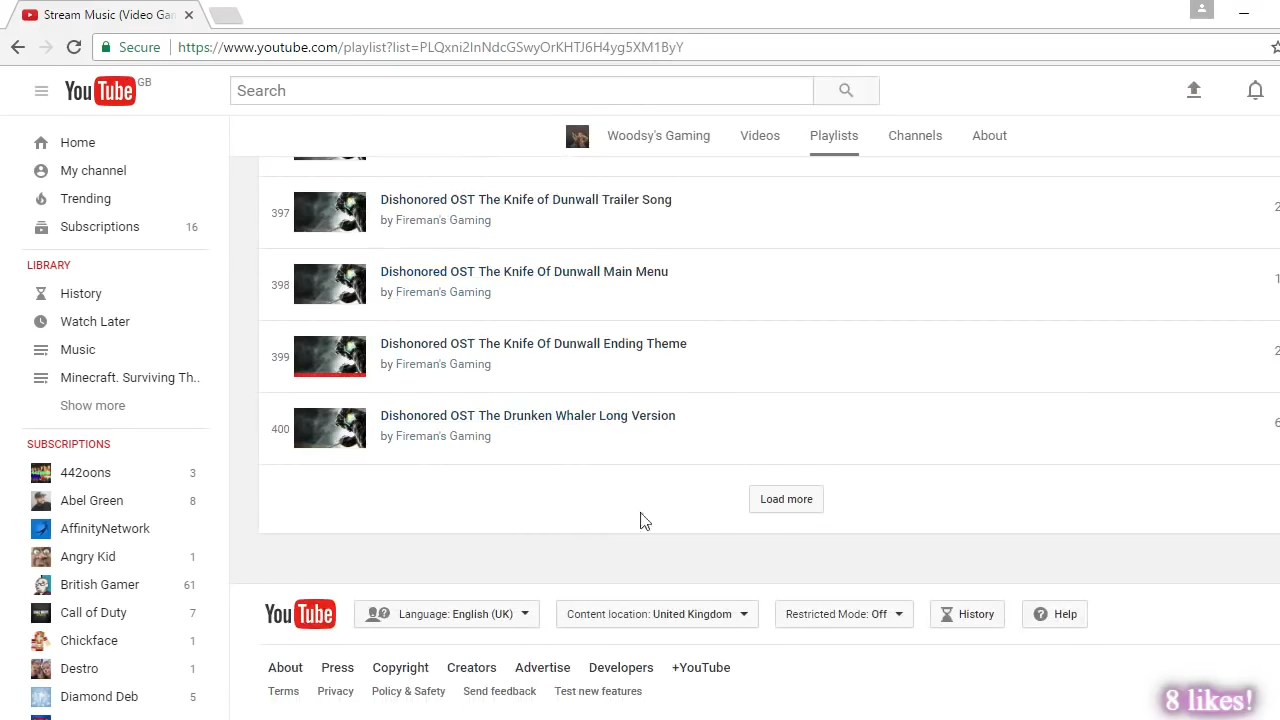 Stream Music (Video Gam
Secure
https://www.youtube.com/playlist?list=PLQxni2InNdcGSwyOrKHTJ6H4yg5XM1ByY
YouTube GB
Search
Woodsy's Gaming
Videos
Playlists
Channels
About
Home
My channel
Trending
Subscriptions 16
LIBRARY
History
Watch Later
Music
Minecraft. Surviving Th..
Show more
SUBSCRIPTIONS
442oons 3
Abel Green 8
AffinityNetwork
Angry Kid 1
British Gamer 61
Call of Duty 7
Chickface 1
Destro 1
Diamond Deb 5
397
Dishonored OST The Knife of Dunwall Trailer Song
by Fireman's Gaming
398
Dishonored OST The Knife Of Dunwall Main Menu
by Fireman's Gaming
399
Dishonored OST The Knife Of Dunwall Ending Theme
by Fireman's Gaming
400
Dishonored OST The Drunken Whaler Long Version
by Fireman's Gaming
Load more
YouTube
Language: English (UK)
Content location: United Kingdom
Restricted Mode: Off
History
Help
About
Press
Copyright
Creators
Advertise
Developers
+YouTube
Terms
Privacy
Policy & Safety
Send feedback
Test new features
8 likes!